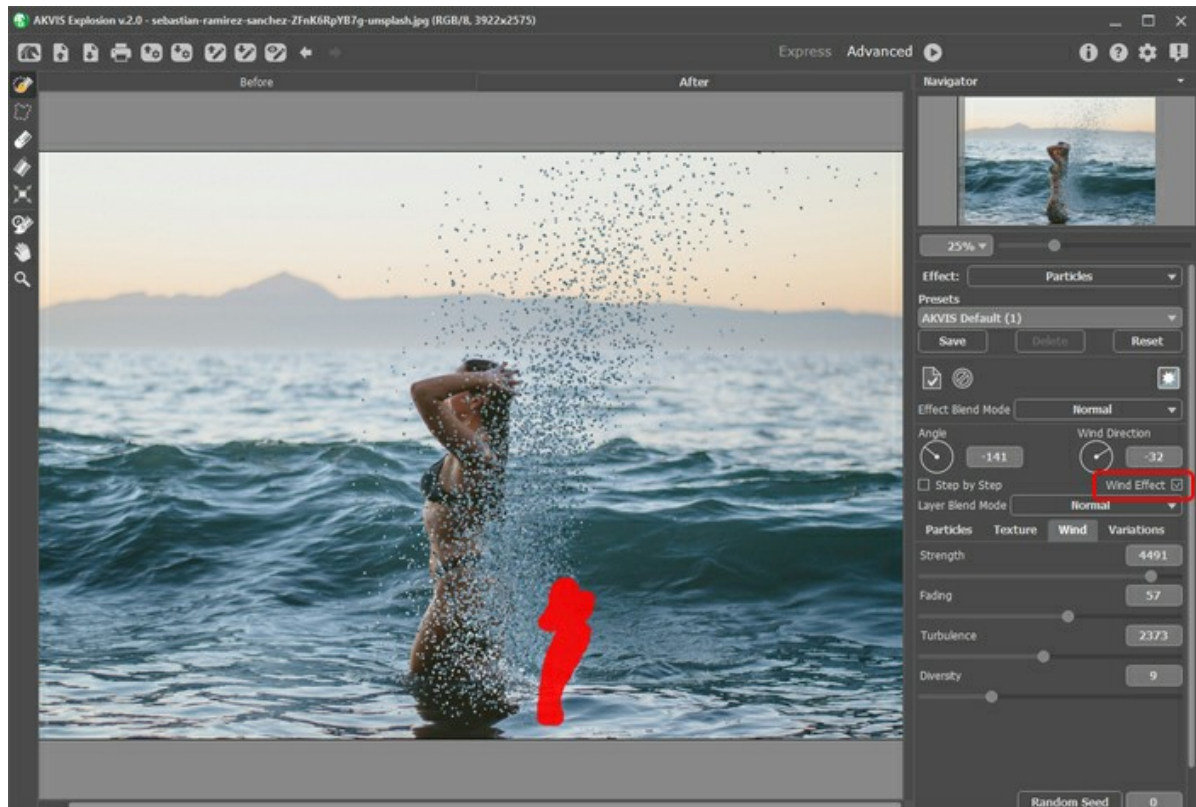 AKVIS Explosion v.2.0 - sebastian-ramirez-sanchez-ZFnK6RpYB7g-unsplash.jpg (RGB/8, 3922x2575)
Express Advanced
Before After Navigator
25%
Effect: Particles
Presets
AKVIS Default (1)
Save Delete Reset
Effect Blend Mode Normal
Angle Wind Direction
-141 -32
Step by Step Wind Effect
Layer Blend Mode Normal
Particles Texture Wind Variations
Strength 4491
Fading 57
Turbulence 2373
Diversity 9
Random Seed 0